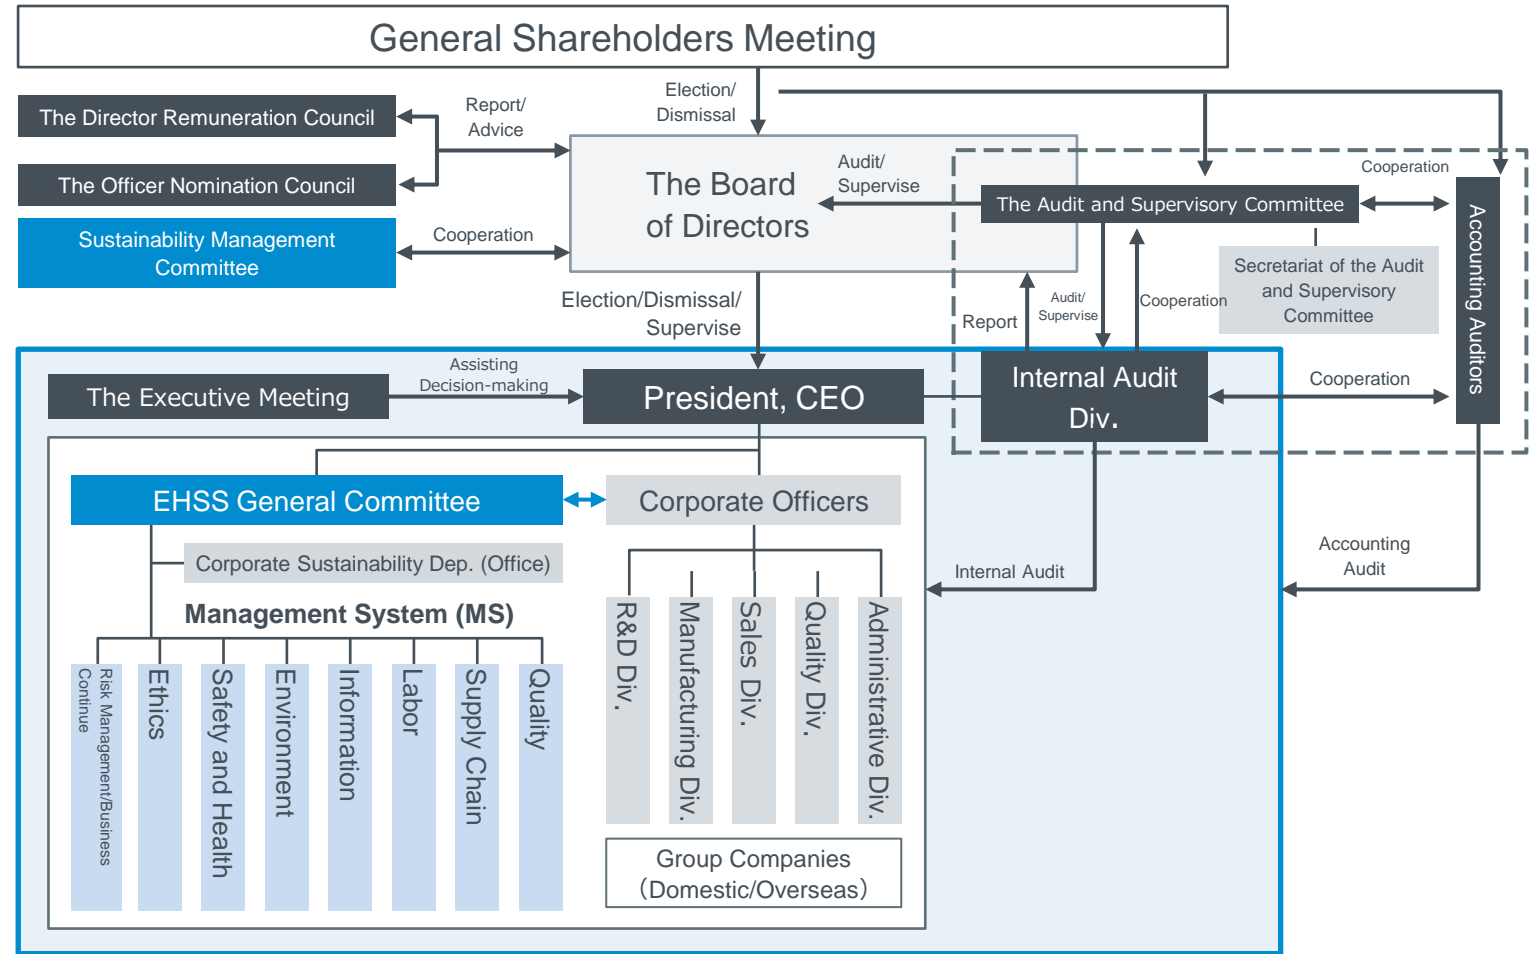 General Shareholders Meeting
Election/
Dismissal
The Director Remuneration Council
Report/
Advice
The Officer Nomination Council
Sustainability Management
Committee
Cooperation
The Board
of Directors
Audit/
Supervise
The Audit and Supervisory Committee
Cooperation
Accounting Auditors
Secretariat of the Audit
and Supervisory
Committee
Election/Dismissal/
Supervise
Report
Audit/
Supervise
Cooperation
The Executive Meeting
Assisting
Decision-making
President, CEO
Internal Audit
Div.
Cooperation
EHSS General Committee
Corporate Officers
Corporate Sustainability Dep. (Office)
Internal Audit
Accounting
Audit
Management System (MS)
Risk Management/Business
Continue
Ethics
Safety and Health
Environment
Information
Labor
Supply Chain
Quality
R&D Div.
Manufacturing Div.
Sales Div.
Quality Div.
Administrative Div.
Group Companies
（Domestic/Overseas）